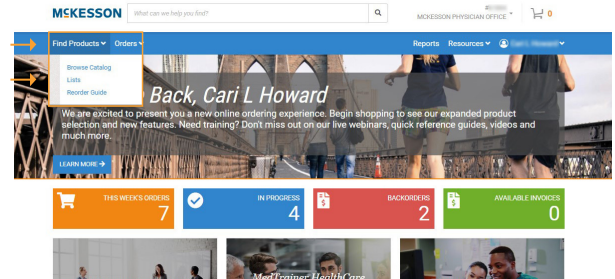 MCKESSON
What can we help you find?
MCKESSON PHYSICIAN OFFICE
0
Find Products
Orders
Reports
Resources
Browse Catalog
Lists
Reorder Guide
Back, Cari L Howard
We are excited to present you a new online ordering experience. Begin shopping to see our expanded product
selection and new features. Need training? Don't miss out on our live webinars, quick reference guides, videos and
much more.
LEARN MORE →
THIS WEEK'S ORDERS
7
IN PROGRESS
4
BACKORDERS
2
AVAILABLE INVOICES
0
MedTrainer HealthCare